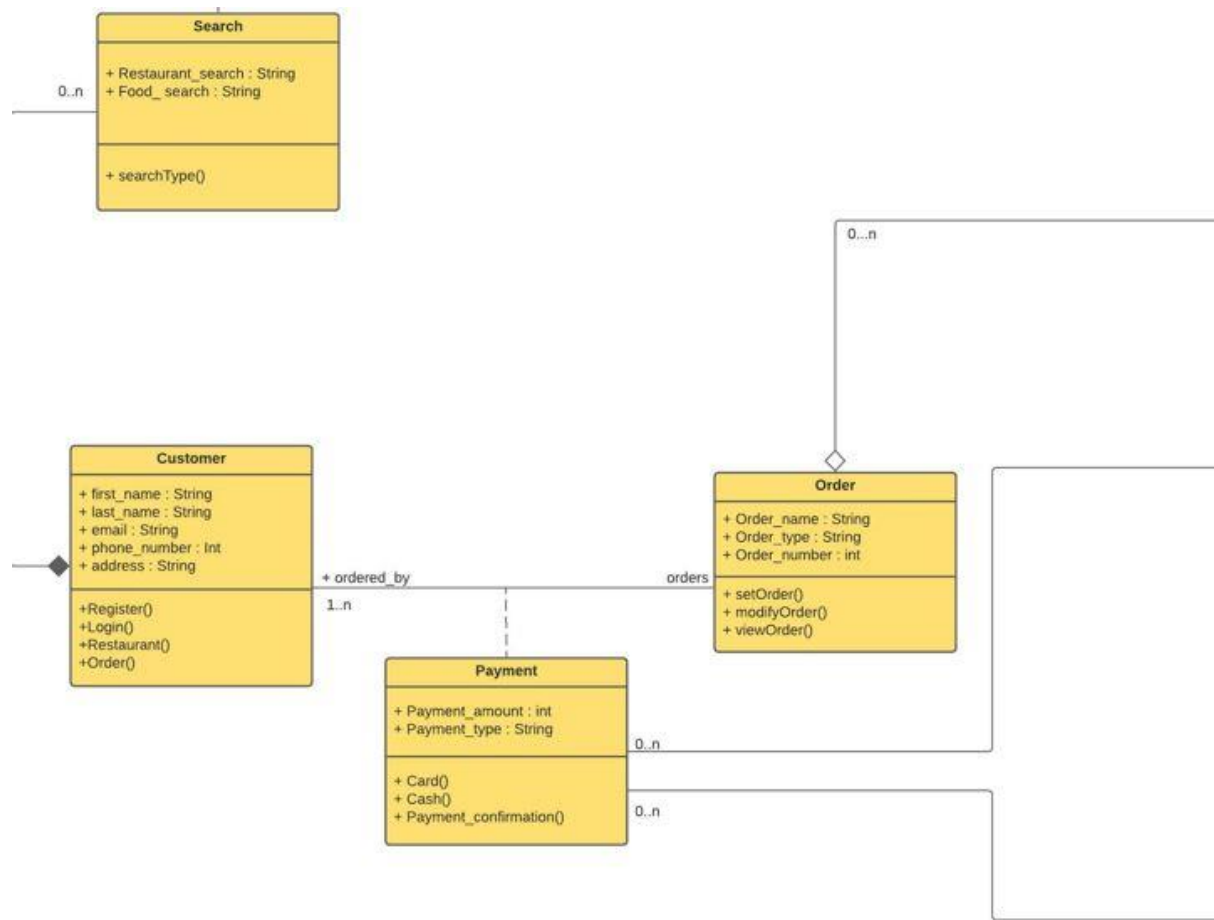 Search
+ Restaurant_search : String
+ Food_ search : String
0..n
+ searchType()
0...n
Customer
+ first_name : String
+ last_name : String
+ email : String
+ phone_number : Int
+ address : String
+Register()
+Login()
+Restaurant()
+Order()
+ ordered_by
1..n
orders
Order
+ Order_name : String
+ Order_type : String
+ Order_number : int
+ setOrder()
+ modifyOrder()
+ viewOrder()
Payment
+ Payment_amount : int
+ Payment_type : String
0..n
+ Card()
+ Cash()
+ Payment_confirmation()
0..n